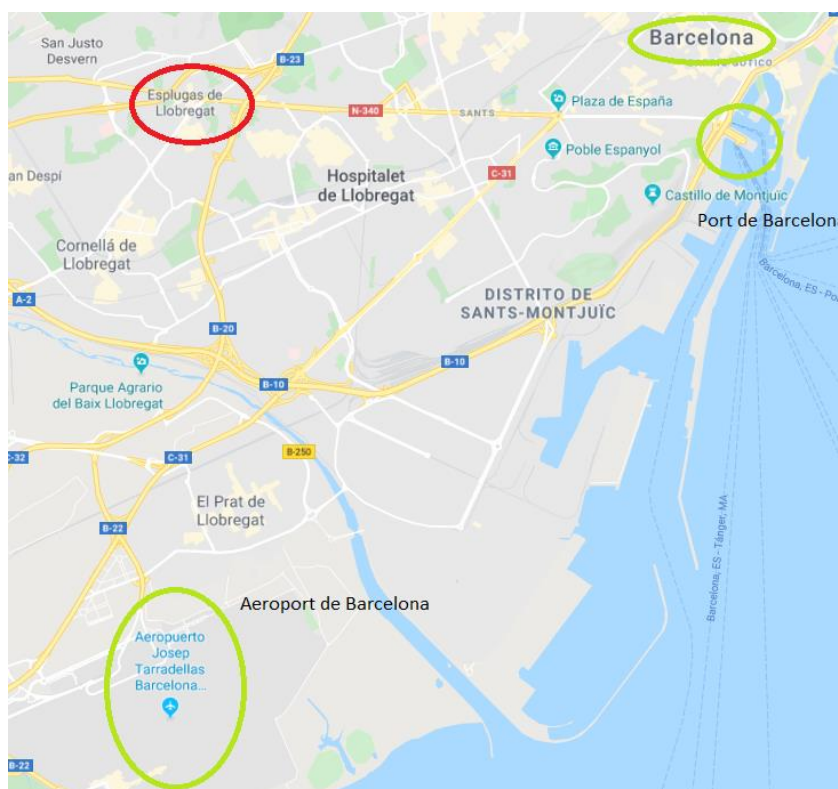 Barcelona
San Justo
Desvern
B-23
Esplugas de
Llobregat
N-340
SANTS
Plaza de España
Poble Espanyol
an Despí
Hospitalet
de Llobregat
C-31
Castillo de Montjuïc
Port de Barcelona
Cornellá de
Llobregat
Barcelona, ES - Po
DISTRITO DE
SANTS-MONTJUÏC
A-2
B-20
Parque Agrario
del Baix Llobregat
B-10
B-10
C-32
C-31
B-250
El Prat de
Llobregat
B-22
Barcelona, ES - Tánger, MA
Aeroport de Barcelona
Aeropuerto
Josep
Tarradellas
Barcelona...
B-22